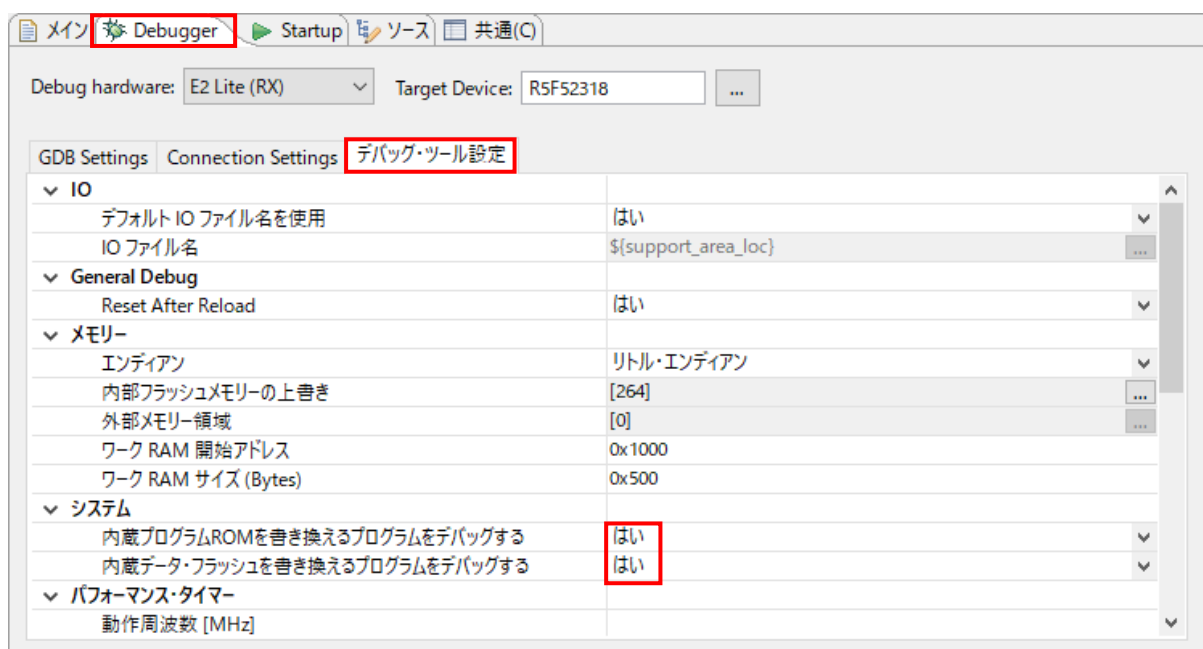 メイン Debugger Startup ソース 共通(C)
Debug hardware: E2 Lite (RX) Target Device: R5F52318 ...
GDB Settings Connection Settings デバッグ・ツール設定
IO
デフォルト IO ファイル名を使用 はい
IO ファイル名 ${support_area_loc} ...
General Debug
Reset After Reload はい
メモリー
エンディアン リトル・エンディアン
内部フラッシュメモリーの上書き [264] ...
外部メモリー領域 [0] ...
ワーク RAM 開始アドレス 0x1000
ワーク RAM サイズ (Bytes) 0x500
システム
内蔵プログラムROMを書き換えるプログラムをデバッグする はい
内蔵データ・フラッシュを書き換えるプログラムをデバッグする はい
パフォーマンス・タイマー
動作周波数 [MHz]